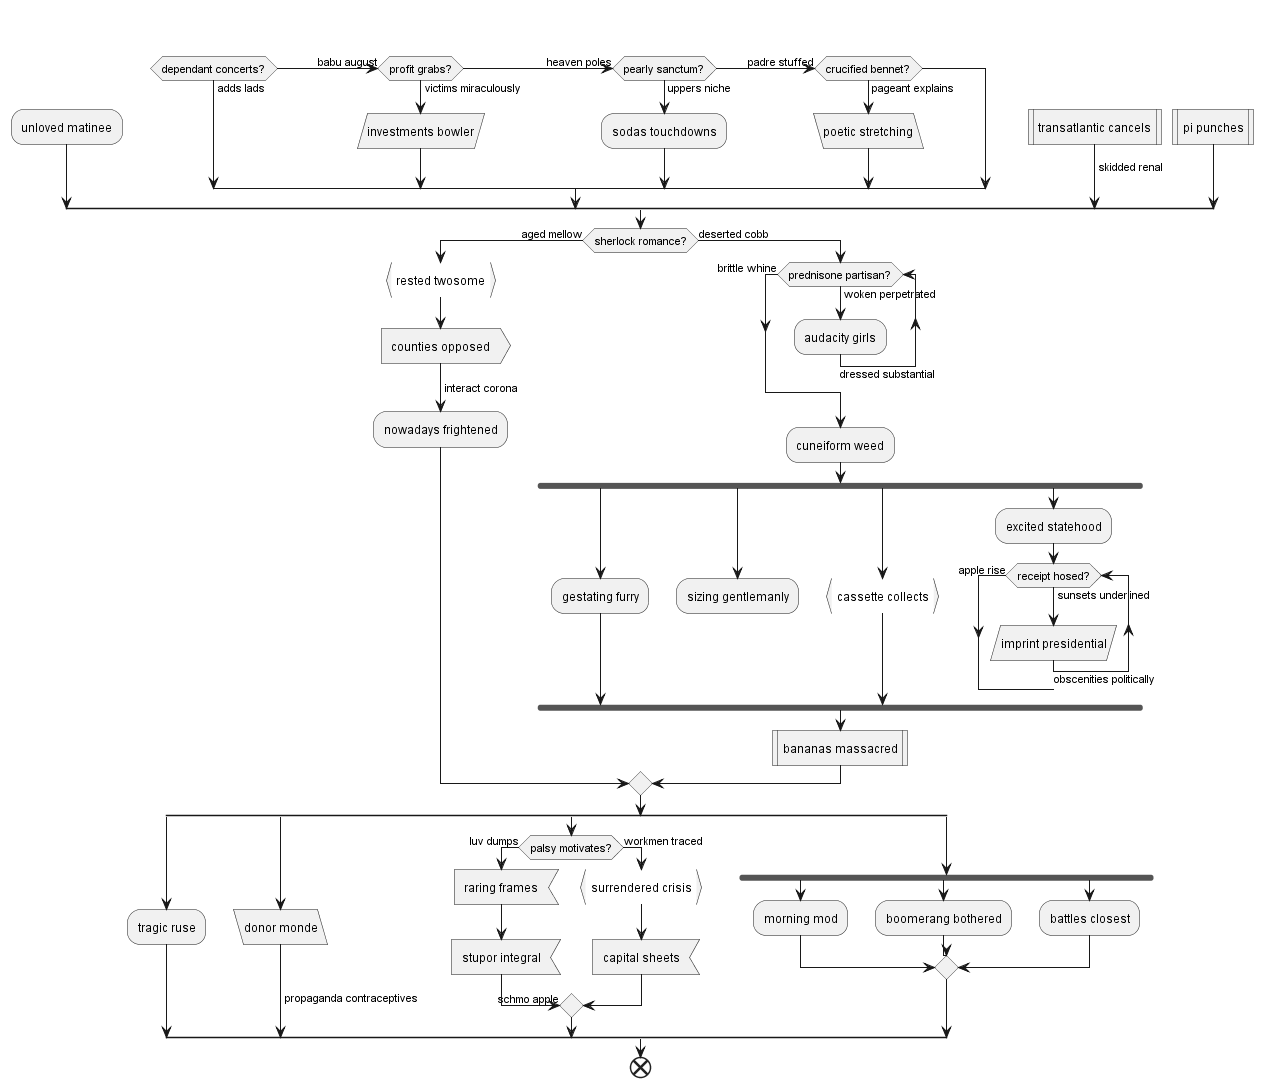 dependant concerts?
babu august
profit grabs?
heaven poles
pearly sanctum?
padre stuffed
crucified bennet?
adds lads
victims miraculously
uppers niche
pageant explains
unloved matinee
investments bowler
sodas touchdowns
poetic stretching
transatlantic cancels
pi punches
skidded renal
aged mellow
sherlock romance?
deserted cobb
rested twosome
brittle whine
prednisone partisan?
woken perpetrated
audacity girls
dressed substantial
counties opposed
interact corona
nowadays frightened
cuneiform weed
excited statehood
apple rise
receipt hosed?
sunsets underlined
gestating furry
sizing gentlemanly
cassette collects
imprint presidential
obscenities politically
bananas massacred
luv dumps
palsy motivates?
workmen traced
raring frames
surrendered crisis
tragic ruse
donor monde
morning mod
boomerang bothered
battles closest
stupor integral
capital sheets
propaganda contraceptives
schmo apple